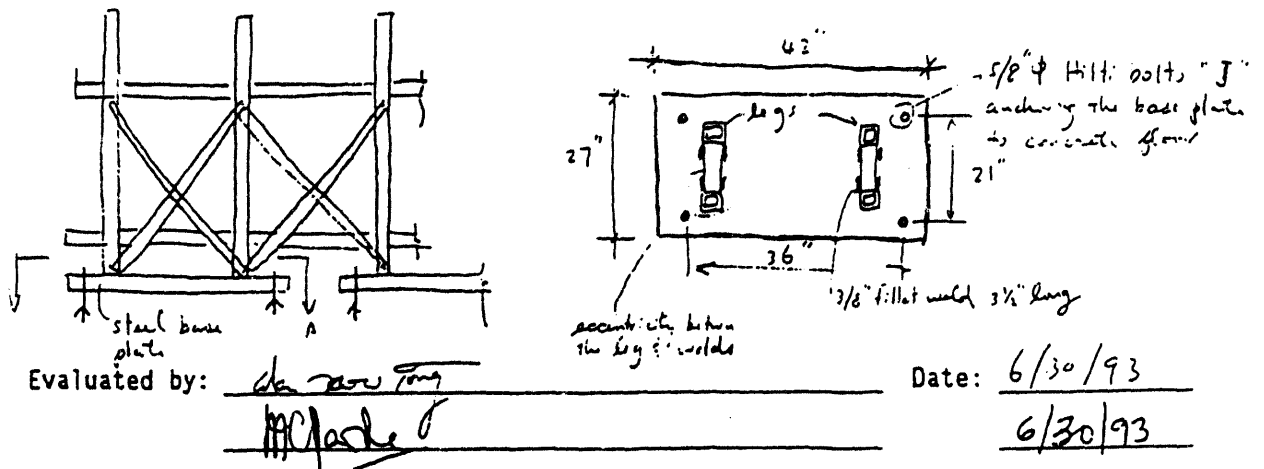 42"
5/8" φ Hilti bolts "J"
anchoring the base plate
to concrete floor
legs
27"
21"
36"
3/8" fillet weld 3½" long
A
steel base
plate
eccentricity between
the leg & welds
Evaluated by:
Date: 6/30/93
6/30/93